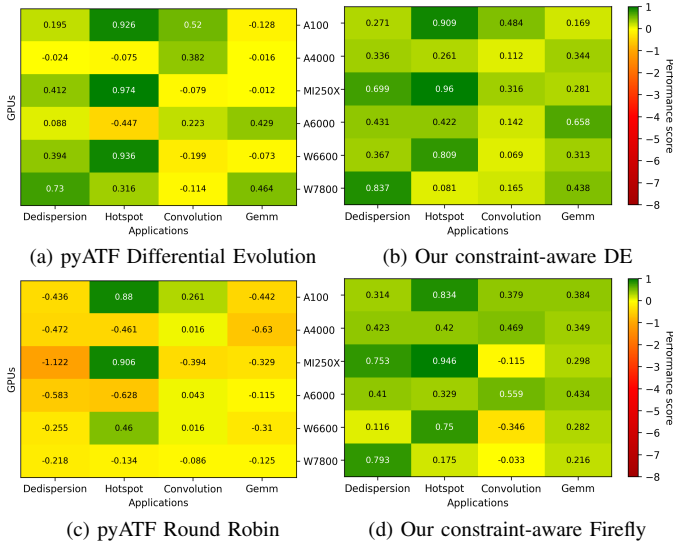 0.195 0.926 0.52 -0.128 A100
-0.024 -0.075 0.382 -0.016 A4000
0.412 0.974 -0.079 -0.012 MI250X
0.088 -0.447 0.223 0.429 A6000
0.394 0.936 -0.199 -0.073 W6600
0.73 0.316 -0.114 0.464 W7800
GPUs
Dedispersion Hotspot Convolution Gemm
Applications
(a) pyATF Differential Evolution
0.271 0.909 0.484 0.169
0.336 0.261 0.112 0.344
0.699 0.96 0.316 0.281
0.431 0.422 0.142 0.658
0.367 0.809 0.069 0.313
0.837 0.081 0.165 0.438
Dedispersion Hotspot Convolution Gemm
Applications
1
0
−1
−2
−3
−4
−5
−6
−7
−8
Performance score
(b) Our constraint-aware DE
-0.436 0.88 0.261 -0.442 A100
-0.472 -0.461 0.016 -0.63 A4000
-1.122 0.906 -0.394 -0.329 MI250X
-0.583 -0.628 0.043 -0.115 A6000
-0.255 0.46 -0.016 -0.31 W6600
-0.218 -0.134 -0.086 -0.125 W7800
GPUs
Dedispersion Hotspot Convolution Gemm
Applications
(c) pyATF Round Robin
0.314 0.834 0.379 0.384
0.423 0.42 0.469 0.349
0.753 0.946 -0.115 0.298
0.41 0.329 0.559 0.434
0.116 0.75 -0.346 0.282
0.793 0.175 -0.033 0.216
Dedispersion Hotspot Convolution Gemm
Applications
1
0
−1
−2
−3
−4
−5
−6
−7
−8
Performance score
(d) Our constraint-aware Firefly